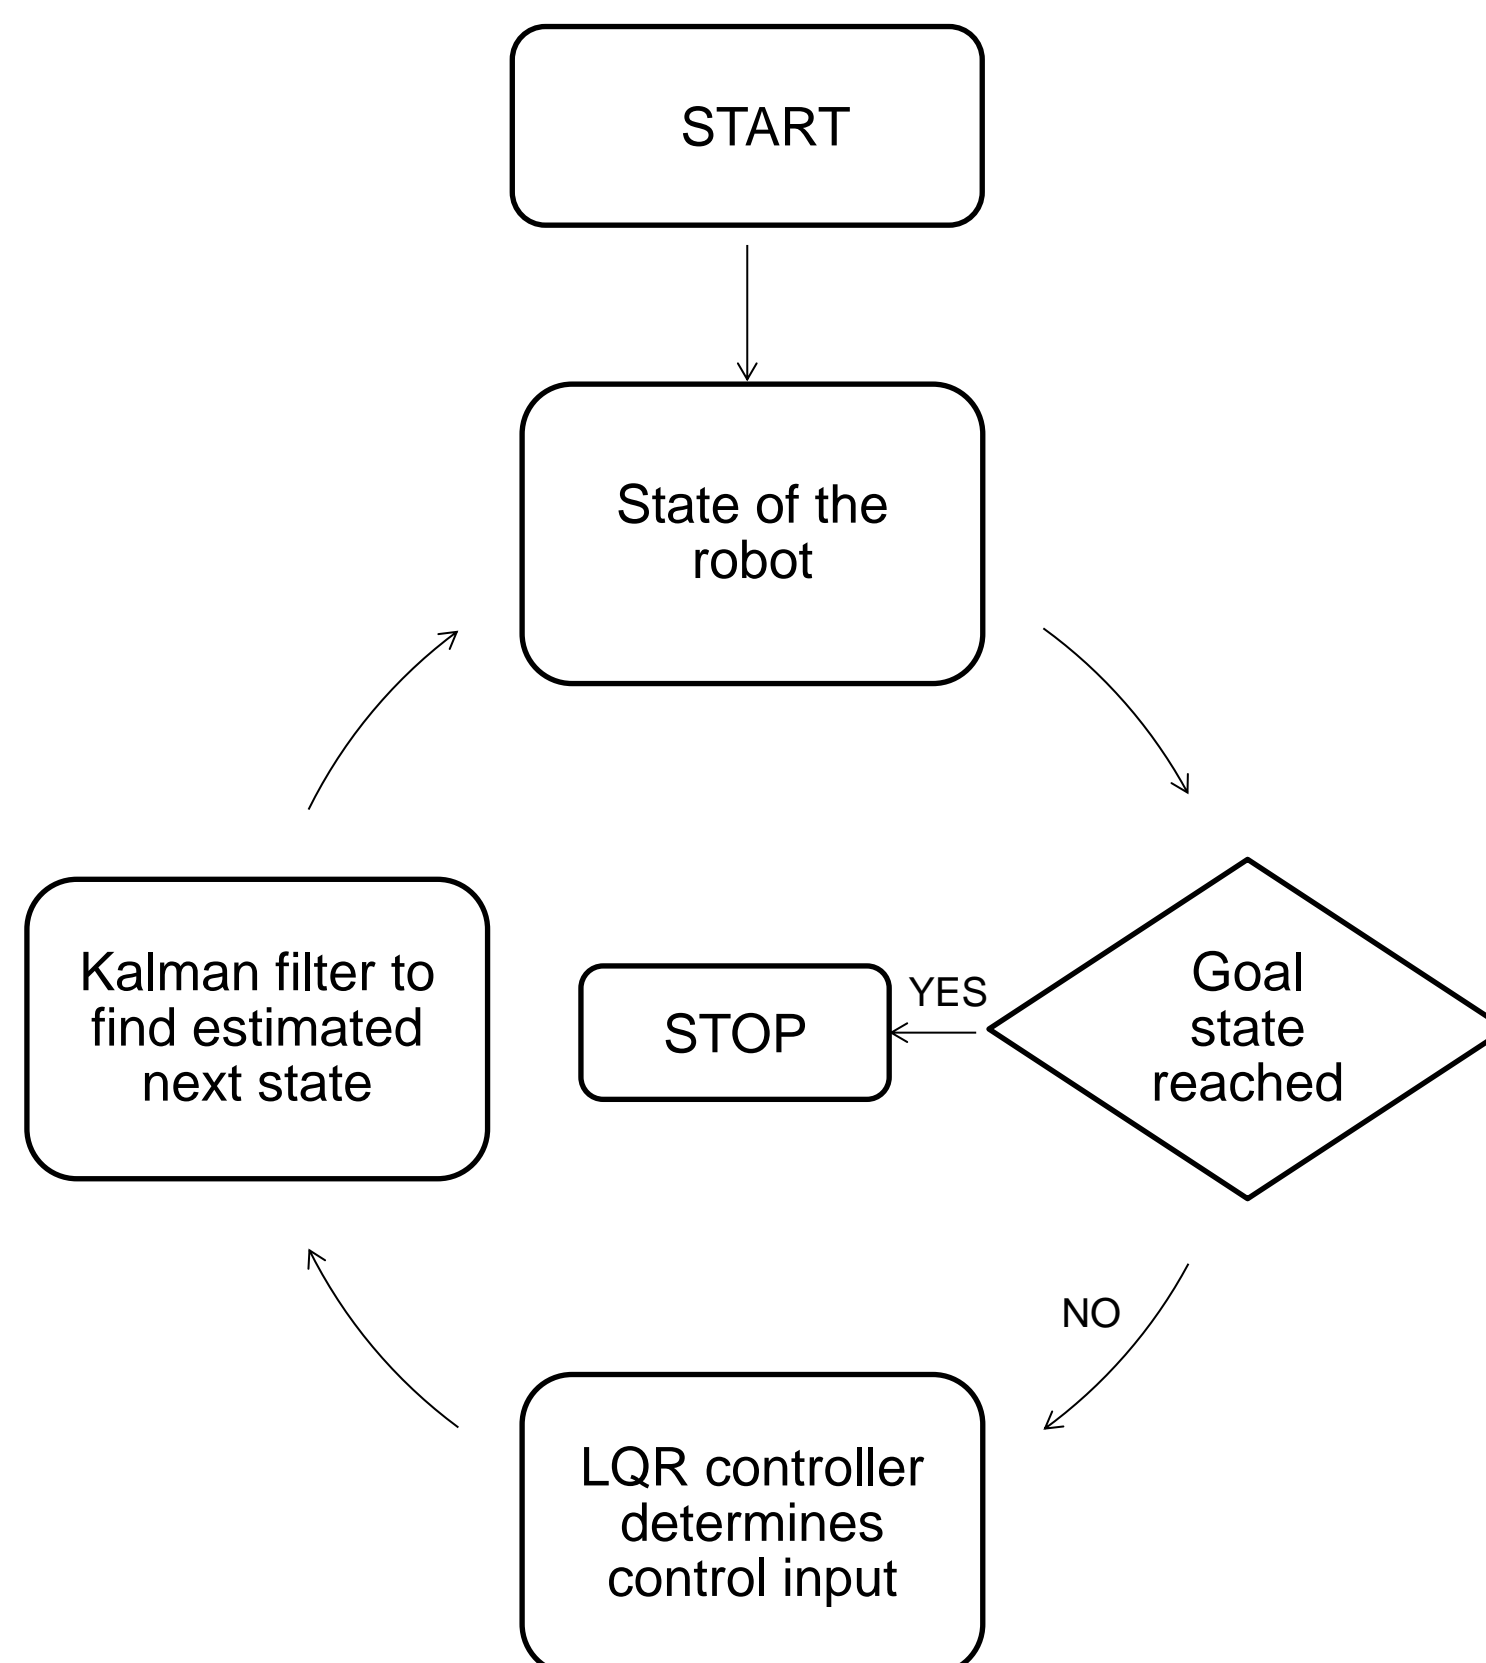 START
State of the
robot
Kalman filter to
find estimated
next state
STOP
YES
Goal
state
reached
NO
LQR controller
determines
control input